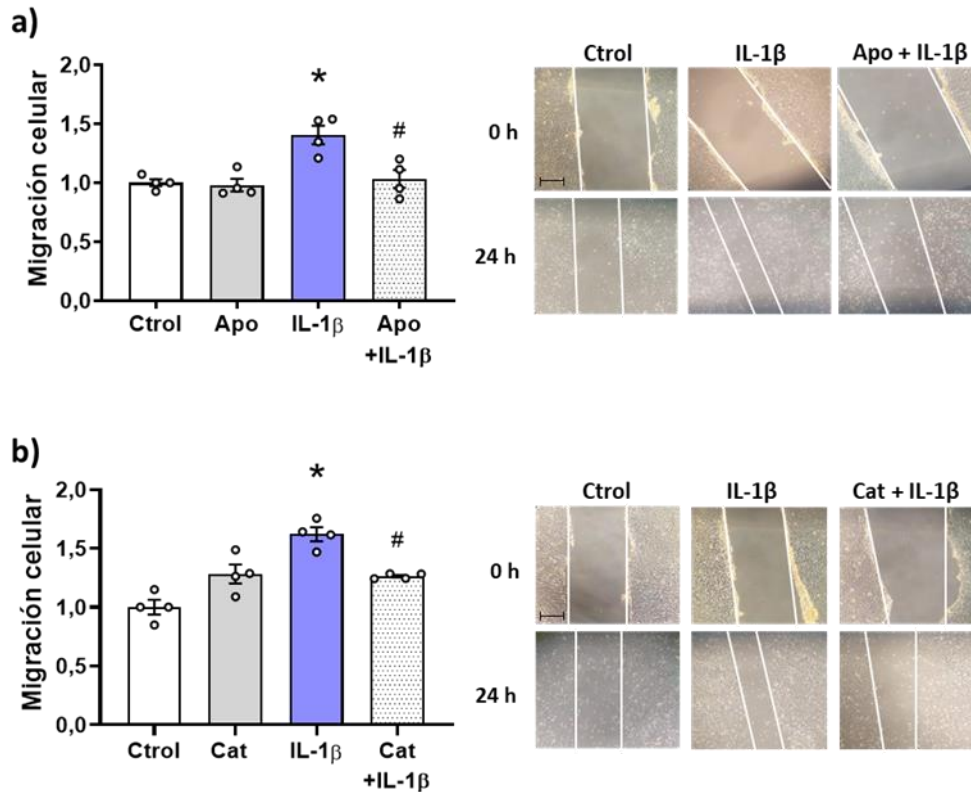 a)
Migración celular
2,0
1,5
1,0
0,5
0,0
*
#
Ctrol Apo IL-1β Apo
+IL-1β
Ctrol IL-1β Apo + IL-1β
0 h
24 h
b)
Migración celular
2,0
1,5
1,0
0,5
0,0
*
#
Ctrol Cat IL-1β Cat
+IL-1β
Ctrol IL-1β Cat + IL-1β
0 h
24 h